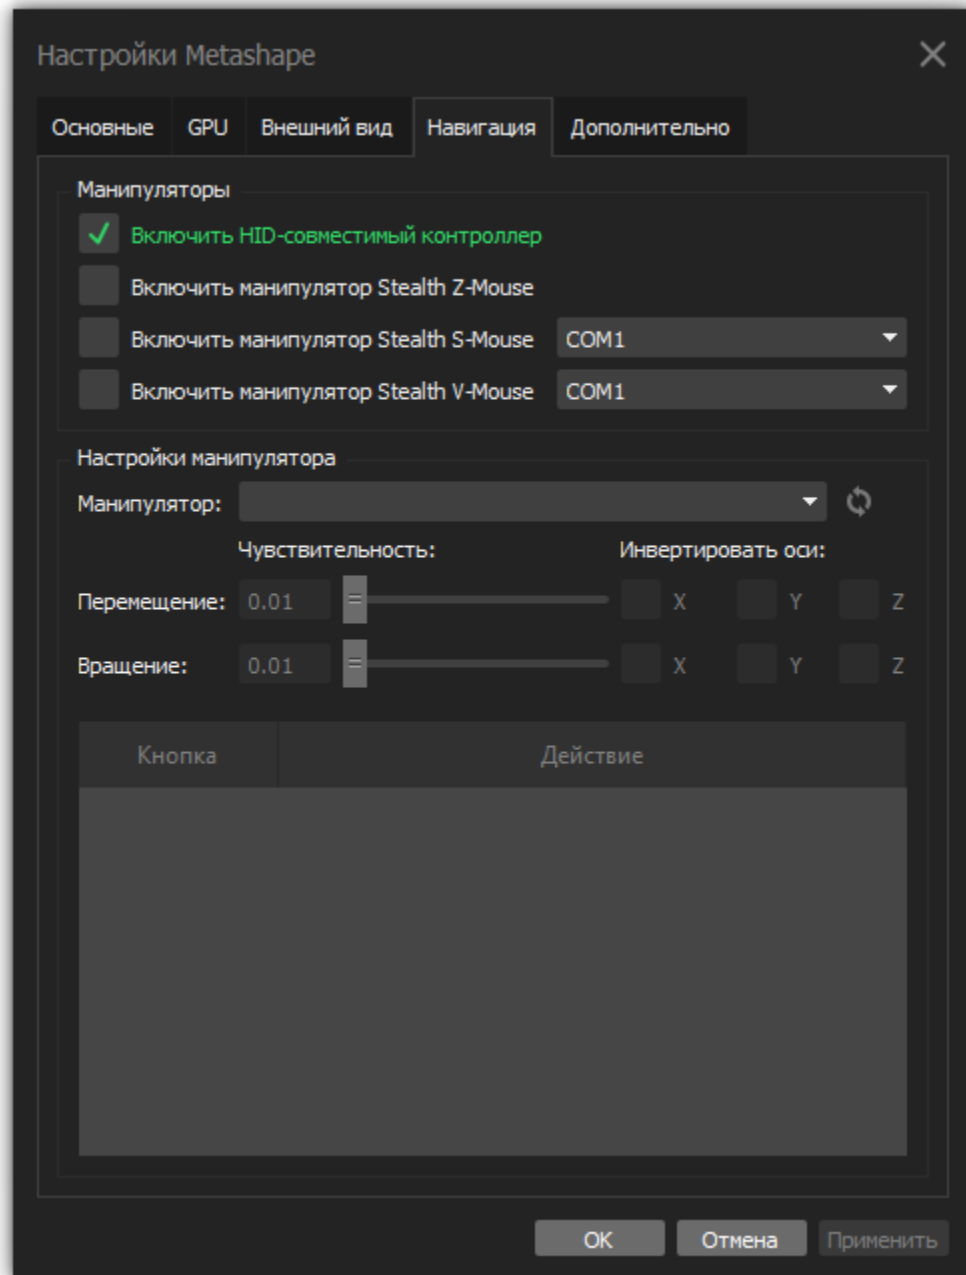 Настройки Metashape
Основные GPU Внешний вид Навигация Дополнительно
Манипуляторы
Включить HID-совместимый контроллер
Включить манипулятор Stealth Z-Mouse
Включить манипулятор Stealth S-Mouse COM1
Включить манипулятор Stealth V-Mouse COM1
Настройки манипулятора
Манипулятор:
Чувствительность: Инвертировать оси:
Перемещение: 0.01 X Y Z
Вращение: 0.01 X Y Z
Кнопка Действие
OK Отмена Применить